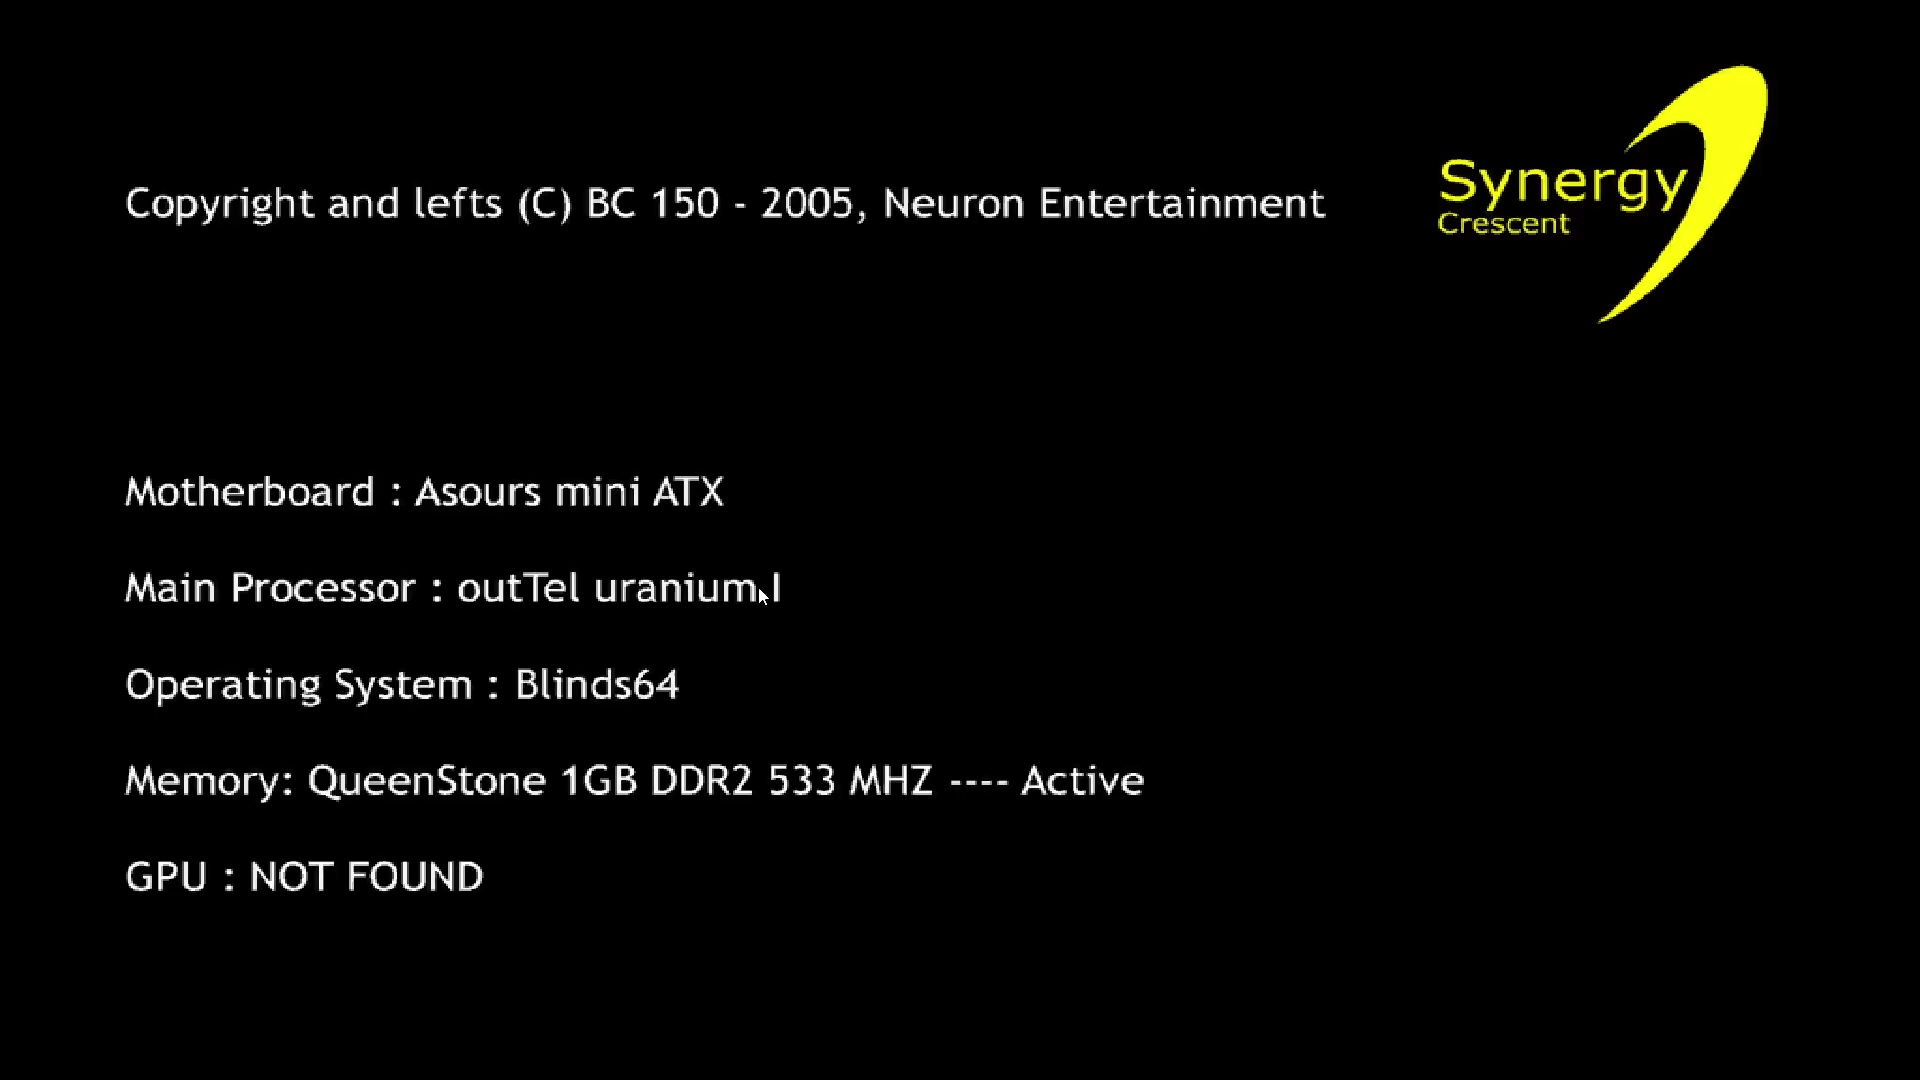 Synergy
Crescent
Copyright and lefts (C) BC 150 - 2005, Neuron Entertainment
Motherboard : Asours mini ATX
Main Processor : outTel uranium I
Operating System : Blinds64
Memory: QueenStone 1GB DDR2 533 MHZ ---- Active
GPU : NOT FOUND